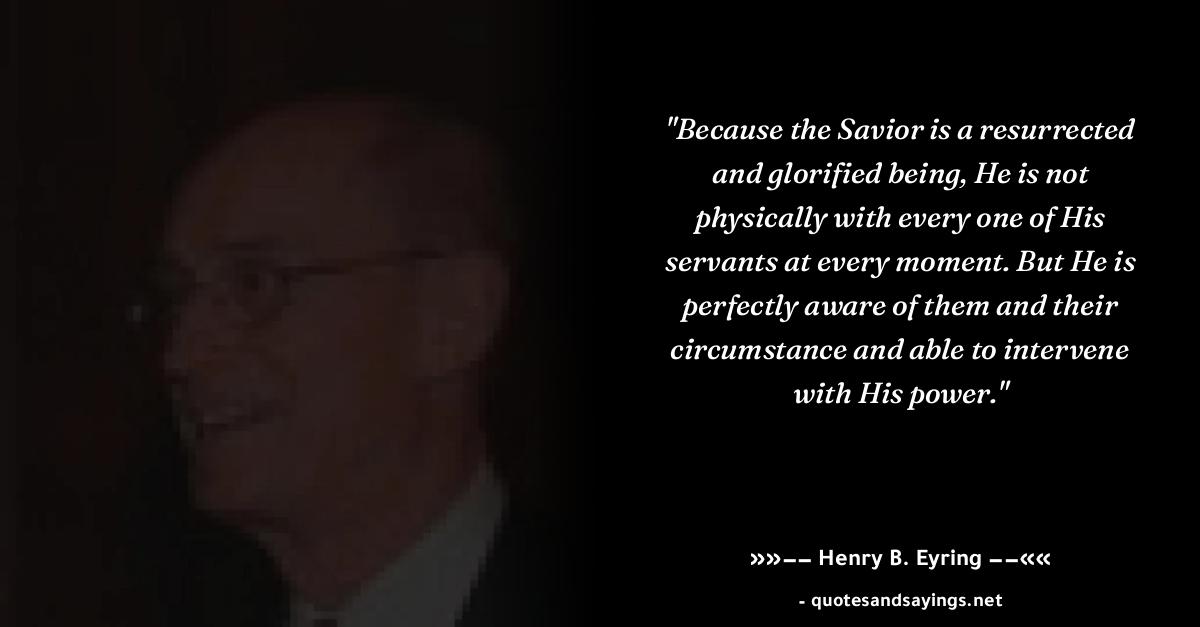 "Because the Savior is a resurrected
and glorified being, He is not
physically with every one of His
servants at every moment. But He is
perfectly aware of them and their
circumstance and able to intervene
with His power."
»»−− Henry B. Eyring −−««
- quotesandsayings.net